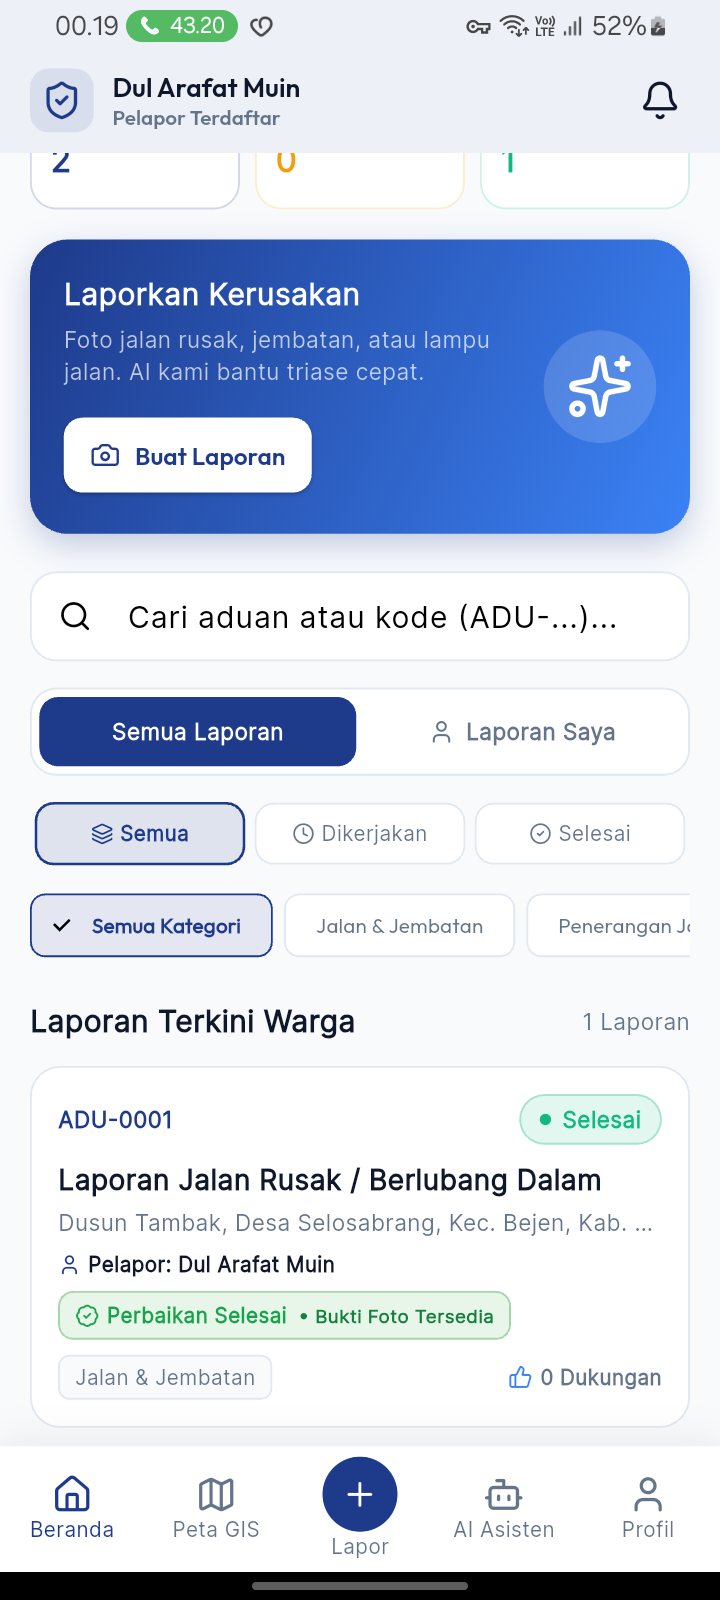 00.19 43.20 Vo) LTE 52%
Dul Arafat Muin
Pelapor Terdaftar
2 0 1
Laporkan Kerusakan
Foto jalan rusak, jembatan, atau lampu
jalan. AI kami bantu triase cepat.
Buat Laporan
Cari aduan atau kode (ADU-...)...
Semua Laporan Laporan Saya
Semua Dikerjakan Selesai
Semua Kategori Jalan & Jembatan Penerangan
Laporan Terkini Warga 1 Laporan
ADU-0001 Selesai
Laporan Jalan Rusak / Berlubang Dalam
Dusun Tambak, Desa Selosabrang, Kec. Bejen, Kab. ...
Pelapor: Dul Arafat Muin
Perbaikan Selesai • Bukti Foto Tersedia
Jalan & Jembatan 0 Dukungan
Beranda Peta GIS Lapor AI Asisten Profil